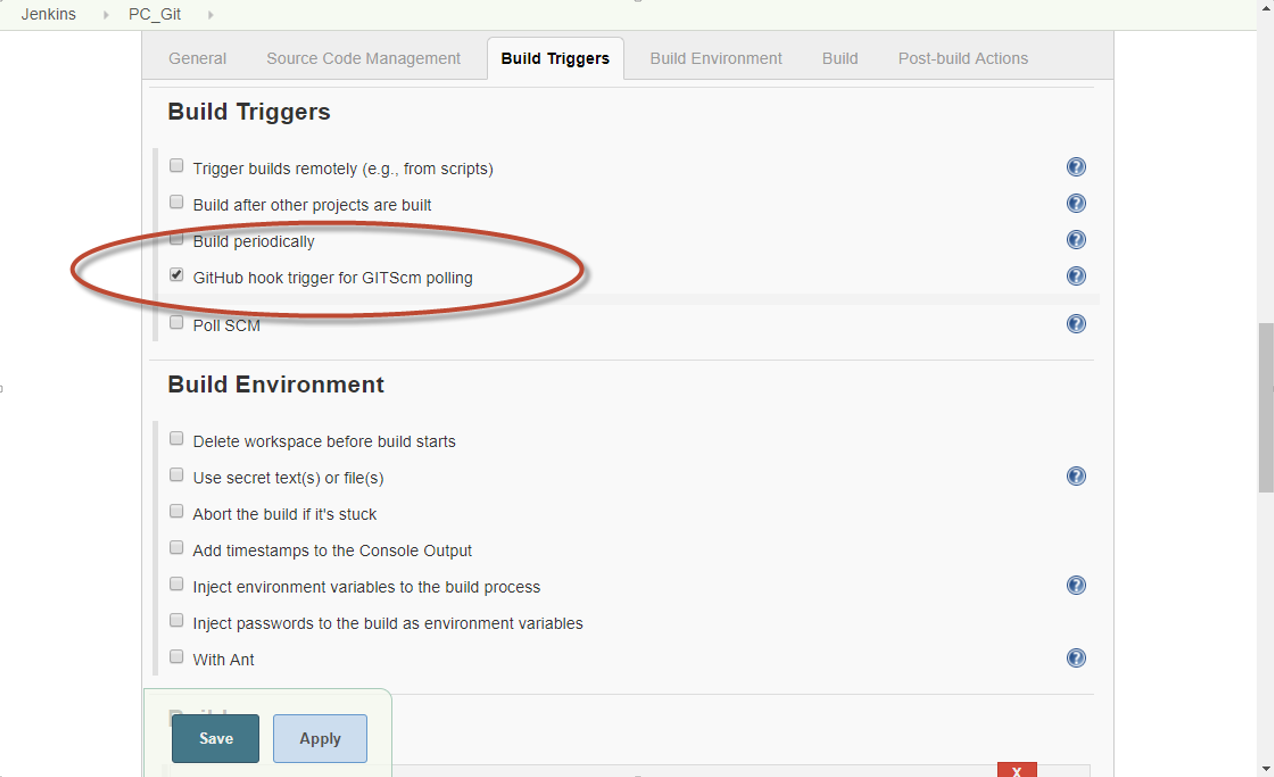 Jenkins PC_Git
General Source Code Management Build Triggers Build Environment Build Post-build Actions
Build Triggers
Trigger builds remotely (e.g., from scripts)
Build after other projects are built
Build periodically
GitHub hook trigger for GITScm polling
Poll SCM
Build Environment
Delete workspace before build starts
Use secret text(s) or file(s)
Abort the build if it's stuck
Add timestamps to the Console Output
Inject environment variables to the build process
Inject passwords to the build as environment variables
With Ant
Save Apply
X